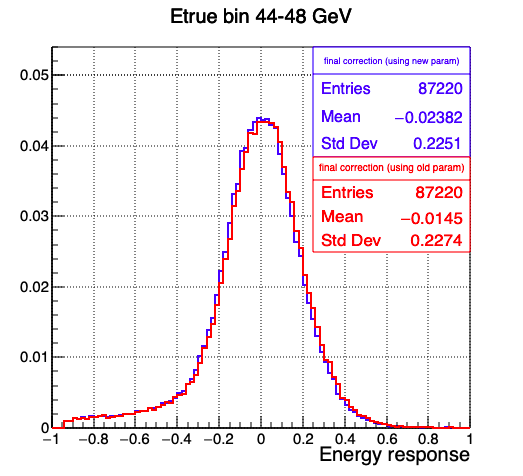 Etrue bin 44-48 GeV
final correction (using new param)
Entries 87220
Mean −0.02382
Std Dev 0.2251
final correction (using old param)
Entries 87220
Mean −0.0145
Std Dev 0.2274
0.05
0.04
0.03
0.02
0.01
0
−1 −0.8 −0.6 −0.4 −0.2 0 0.2 0.4 0.6 0.8 1
Energy response